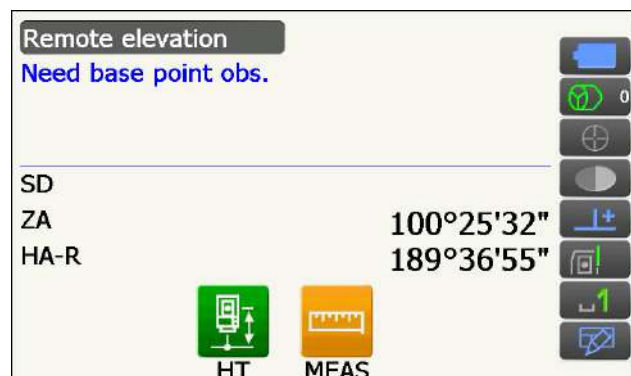 Remote elevation
Need base point obs.
0
SD
ZA 100°25'32"
HA-R 189°36'55"
1
HT MEAS